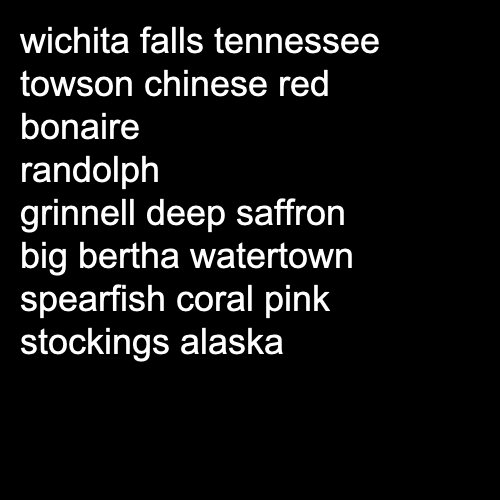 wichita falls tennessee
towson chinese red
bonaire
randolph
grinnell deep saffron
big bertha watertown
spearfish coral pink
stockings alaska